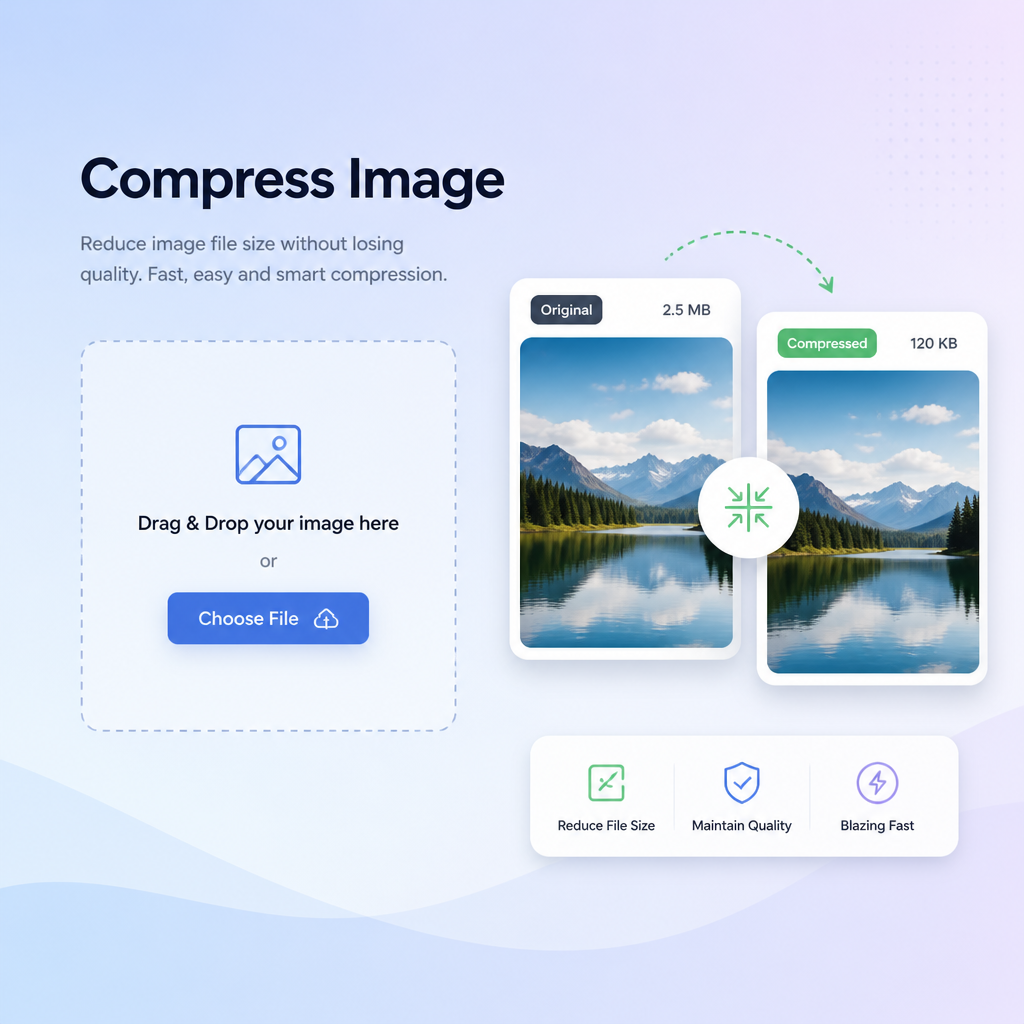 Compress Image
Reduce image file size without losing
quality. Fast, easy and smart compression.
Drag & Drop your image here
or
Choose File
Original
2.5 MB
Compressed
120 KB
Reduce File Size
Maintain Quality
Blazing Fast